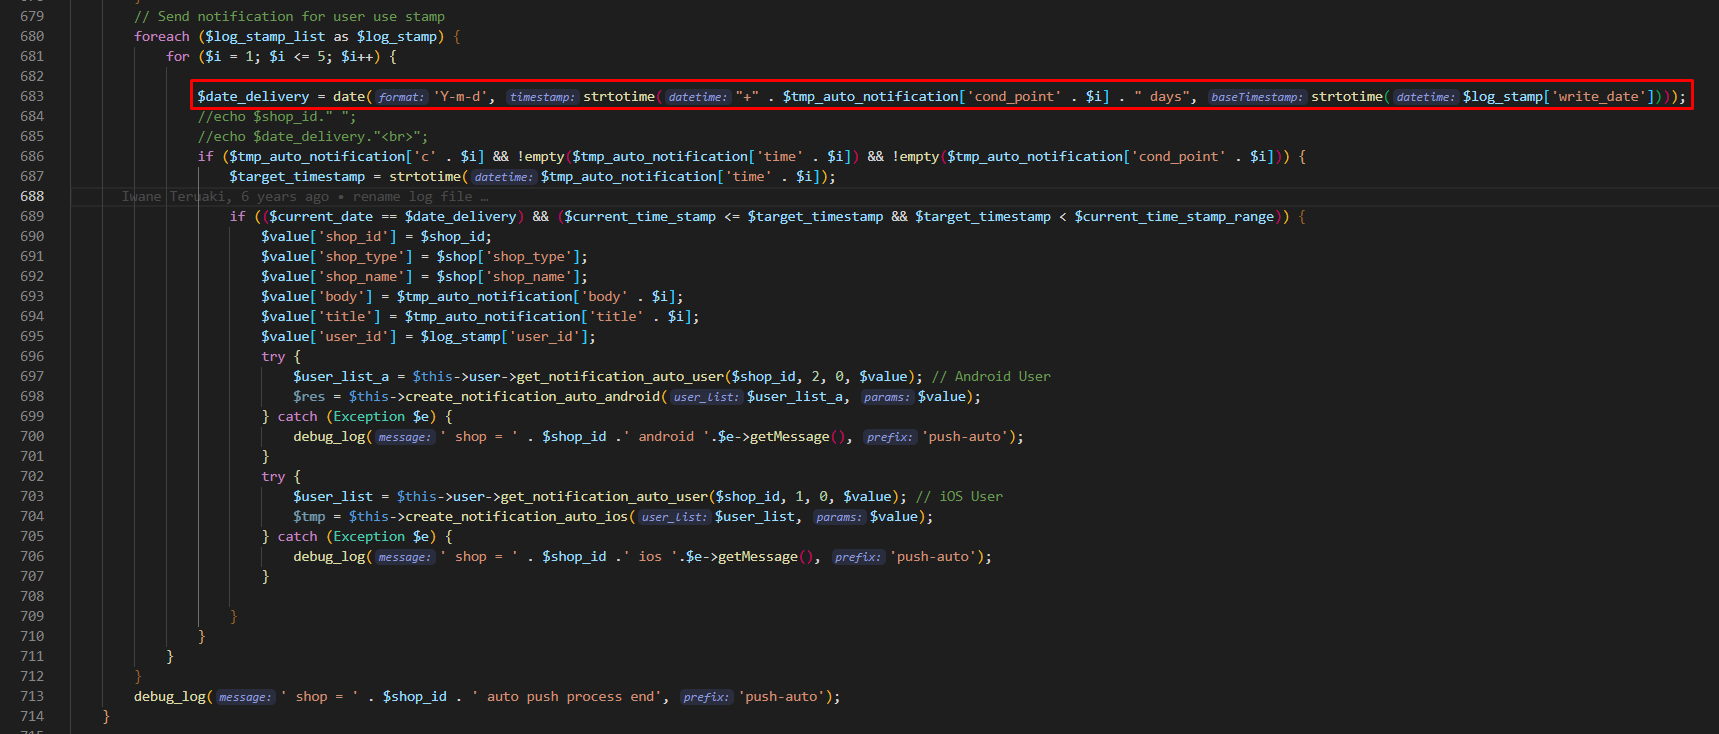 679 // Send notification for user use stamp
680 foreach ($log_stamp_list as $log_stamp) {
681 for ($i = 1; $i <= 5; $i++) {
682
683 $date_delivery = date(format: 'Y-m-d', timestamp: strtotime(datetime: "+" . $tmp_auto_notification['cond_point' . $i] . " days", baseTimestamp: strtotime(datetime: $log_stamp['write_date'])));
684 //echo $shop_id." ";
685 //echo $date_delivery."<br>";
686 if ($tmp_auto_notification['c' . $i] && !empty($tmp_auto_notification['time' . $i]) && !empty($tmp_auto_notification['cond_point' . $i])) {
687 $target_timestamp = strtotime(datetime: $tmp_auto_notification['time' . $i]);
688 Iwane Teruaki, 6 years ago • rename log file …
689 if (($current_date == $date_delivery) && ($current_time_stamp <= $target_timestamp && $target_timestamp < $current_time_stamp_range)) {
690 $value['shop_id'] = $shop_id;
691 $value['shop_type'] = $shop['shop_type'];
692 $value['shop_name'] = $shop['shop_name'];
693 $value['body'] = $tmp_auto_notification['body' . $i];
694 $value['title'] = $tmp_auto_notification['title' . $i];
695 $value['user_id'] = $log_stamp['user_id'];
696 try {
697 $user_list_a = $this->user->get_notification_auto_user($shop_id, 2, 0, $value); // Android User
698 $res = $this->create_notification_auto_android(user_list: $user_list_a, params: $value);
699 } catch (Exception $e) {
700 debug_log(message: ' shop = ' . $shop_id .' android '.$e->getMessage(), prefix: 'push-auto');
701 }
702 try {
703 $user_list = $this->user->get_notification_auto_user($shop_id, 1, 0, $value); // iOS User
704 $tmp = $this->create_notification_auto_ios(user_list: $user_list, params: $value);
705 } catch (Exception $e) {
706 debug_log(message: ' shop = ' . $shop_id .' ios '.$e->getMessage(), prefix: 'push-auto');
707 }
708
709 }
710 }
711 }
712 }
713 debug_log(message: ' shop = ' . $shop_id . ' auto push process end', prefix: 'push-auto');
714 }